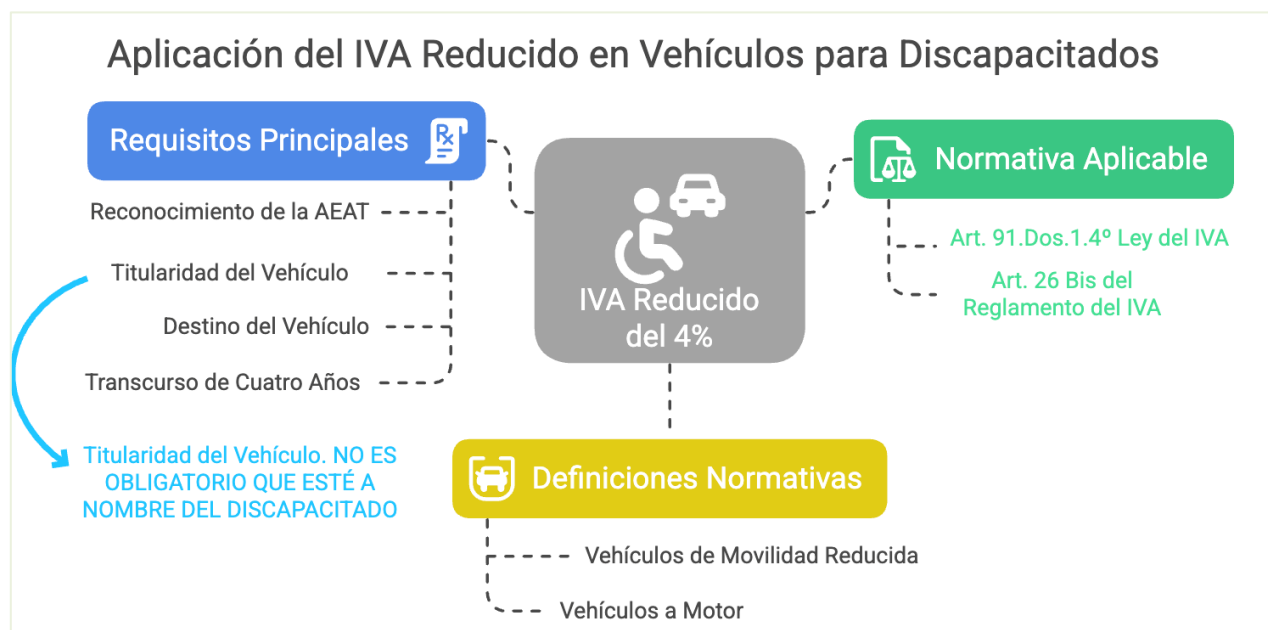 Aplicación del IVA Reducido en Vehículos para Discapacitados
Requisitos Principales
Rx
Reconocimiento de la AEAT
Titularidad del Vehículo
Destino del Vehículo
Transcurso de Cuatro Años
Titularidad del Vehículo. NO ES
OBLIGATORIO QUE ESTÉ A
NOMBRE DEL DISCAPACITADO
IVA Reducido
del 4%
Normativa Aplicable
Art. 91.Dos.1.4º Ley del IVA
Art. 26 Bis del
Reglamento del IVA
Definiciones Normativas
Vehículos de Movilidad Reducida
Vehículos a Motor